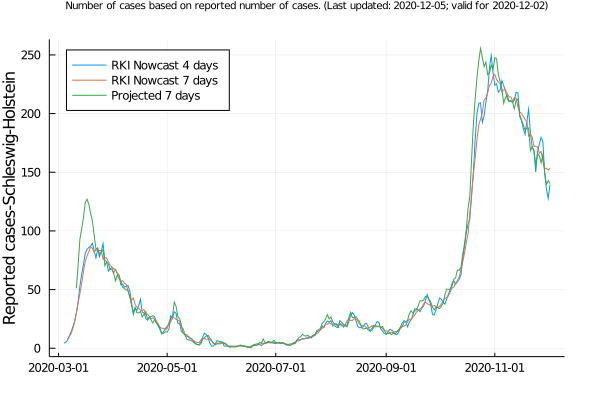 Number of cases based on reported number of cases. (Last updated: 2020-12-05; valid for 2020-12-02)
Reported cases-Schleswig-Holstein
250
200
150
100
50
0
RKI Nowcast 4 days
RKI Nowcast 7 days
Projected 7 days
2020-03-01
2020-05-01
2020-07-01
2020-09-01
2020-11-01